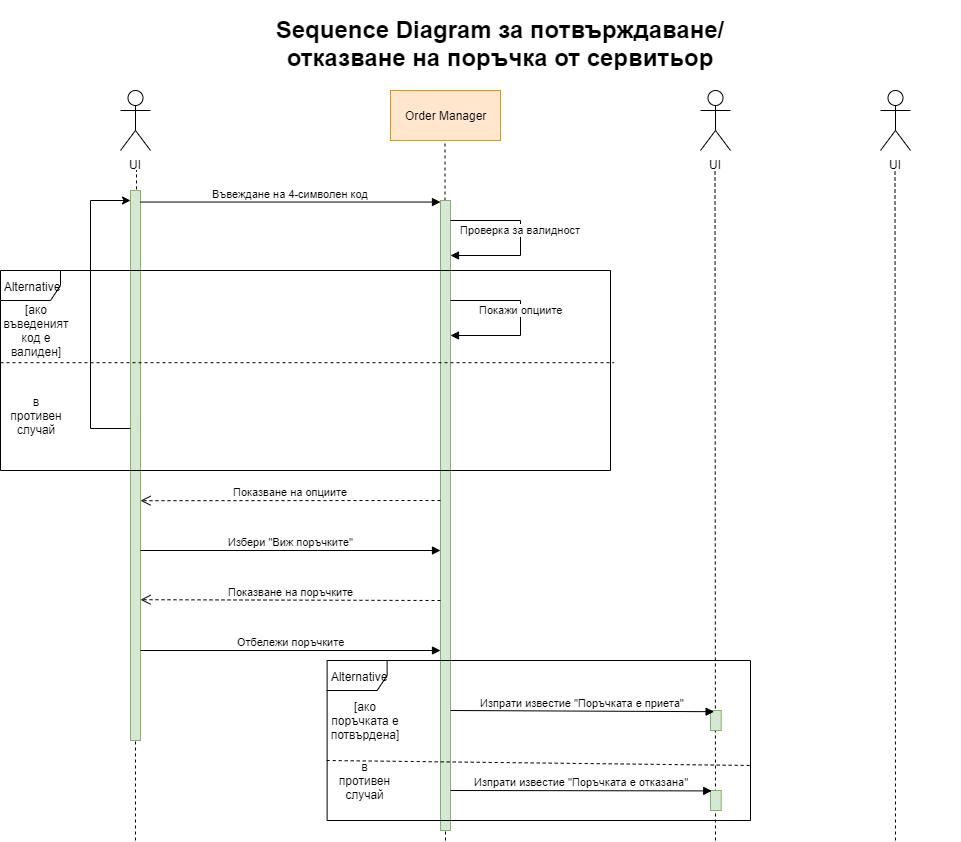 Sequence Diagram за потвърждаване/
отказване на поръчка от сервитьор
Order Manager
UI
UI
UI
Въвеждане на 4-символен код
Проверка за валидност
Alternative
[ако
въведеният
код е
валиден]
Покажи опциите
в
противен
случай
Показване на опциите
Избери "Виж поръчките"
Показване на поръчките
Отбележи поръчките
Alternative
[ако
поръчката е
потвърдена]
Изпрати известие "Поръчката е приета"
в
противен
случай
Изпрати известие "Поръчката е отказана"